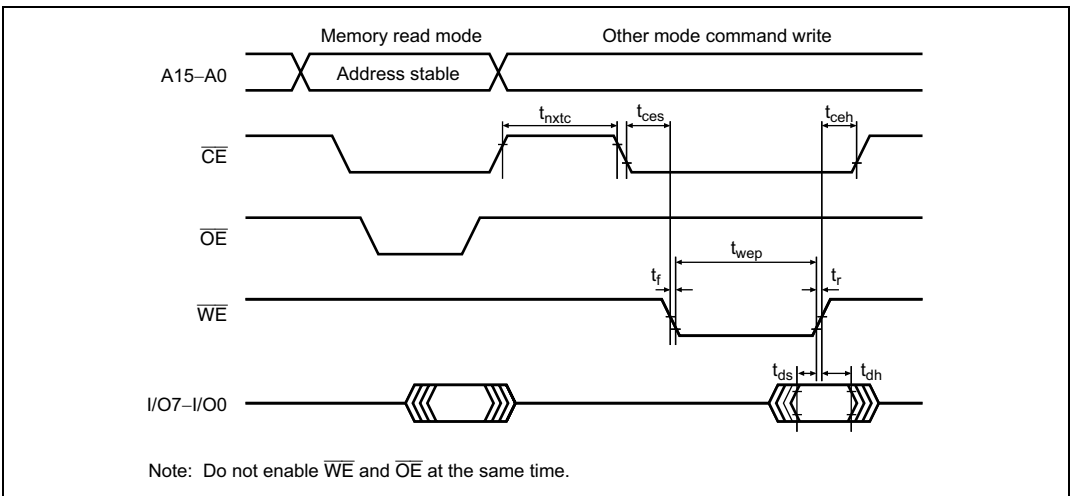 Memory read mode Other mode command write
A15–A0 Address stable
tnxtc tces tceh
CE
OE
twep
tf tr
WE
tds tdh
I/O7–I/O0
Note: Do not enable WE and OE at the same time.